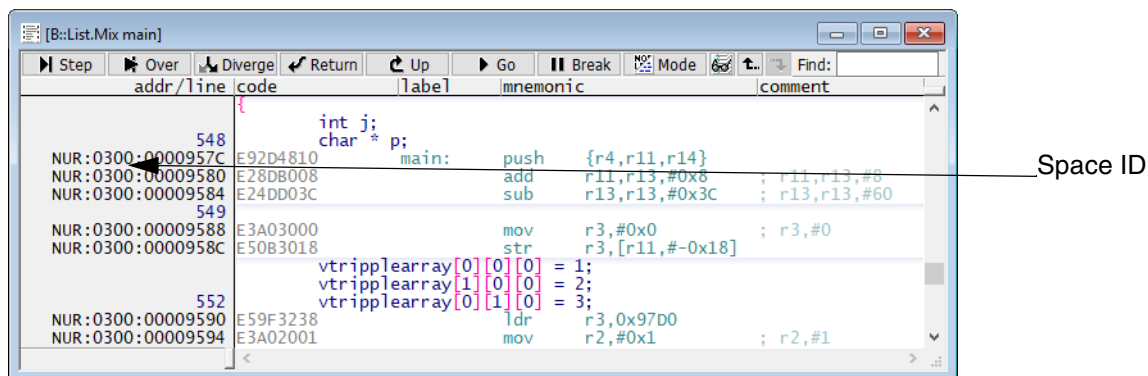 [B::List.Mix main]
Step Over Diverge Return Up Go Break Mode Find:
addr/line code label mnemonic comment
{
int j;
548 char * p;
NUR:0300:0000957C E92D4810 main: push {r4,r11,r14}
NUR:0300:00009580 E28DB008 add r11,r13,#0x8 ; r11,r13,#8
Space ID
NUR:0300:00009584 E24DD03C sub r13,r13,#0x3C ; r13,r13,#60
549
NUR:0300:00009588 E3A03000 mov r3,#0x0 ; r3,#0
NUR:0300:0000958C E50B3018 str r3,[r11,#-0x18]
vtripplearray[0][0][0] = 1;
vtripplearray[1][0][0] = 2;
552 vtripplearray[0][1][0] = 3;
NUR:0300:00009590 E59F3238 ldr r3,0x97D0
NUR:0300:00009594 E3A02001 mov r2,#0x1 ; r2,#1